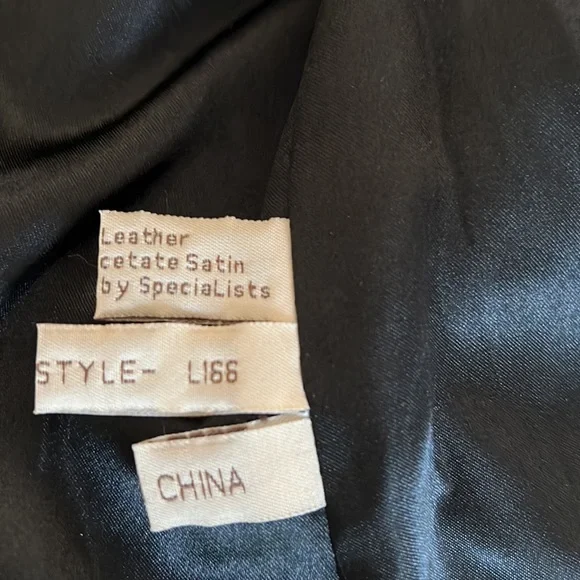 Leather
cetate Satin
by SpeciaLists
STYLE- L166
CHINA